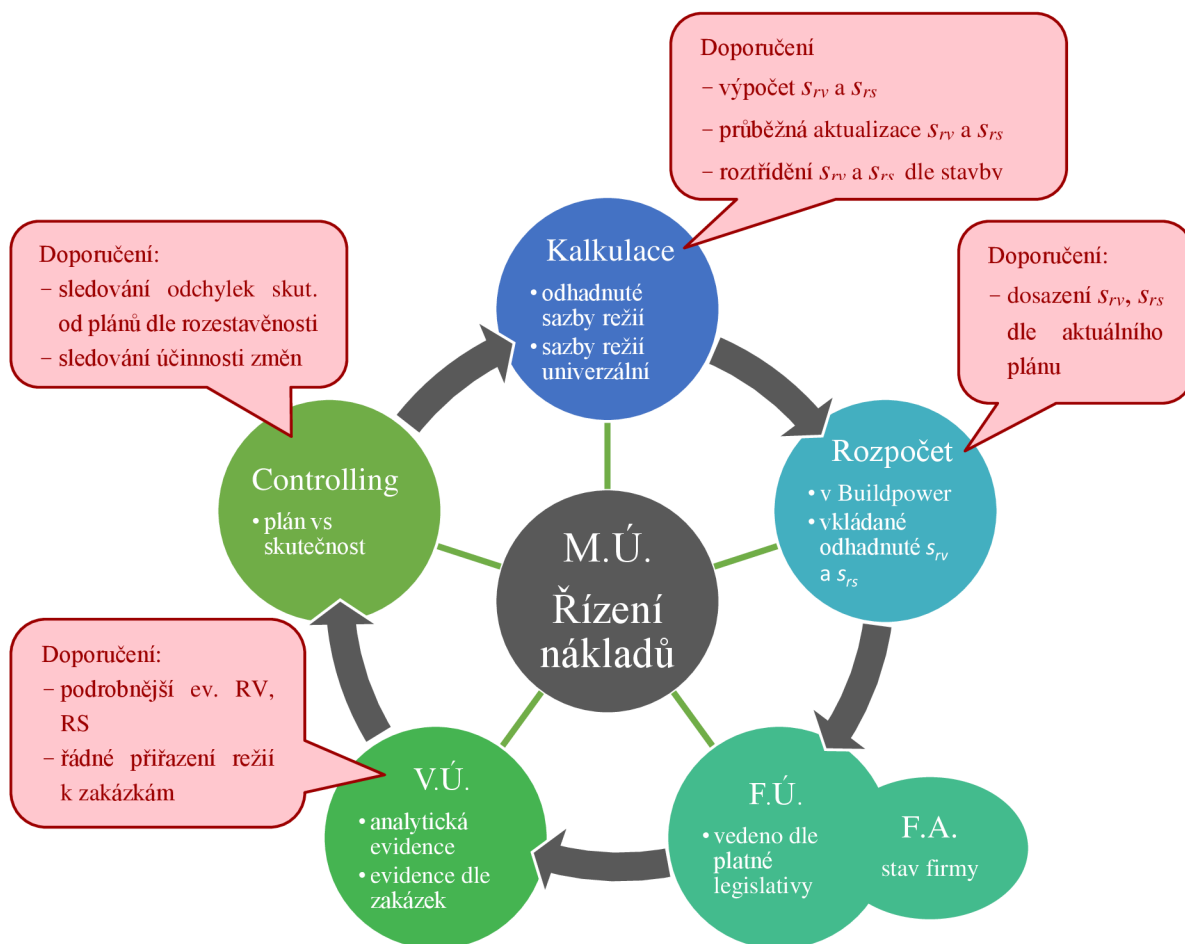 Doporučení
– výpočet srv a srs
– průběžná aktualizace srv a srs
– roztřídění srv a srs dle stavby
Kalkulace
• odhadnuté
sazby režií
• sazby režií
univerzální
Doporučení:
– dosazení srv, srs
dle aktuálního
plánu
Rozpočet
• v Buildpower
• vkládané
odhadnuté srv
a srs
Doporučení:
– sledování odchylek skut.
od plánů dle rozestavěnosti
– sledování účinnosti změn
Controlling
• plán vs
skutečnost
M.Ú.
Řízení
nákladů
Doporučení:
– podrobnější ev. RV,
RS
– řádné přiřazení režií
k zakázkám
V.Ú.
• analytická
evidence
• evidence dle
zakázek
F.Ú.
• vedeno dle
platné
legislativy
F.A.
stav firmy